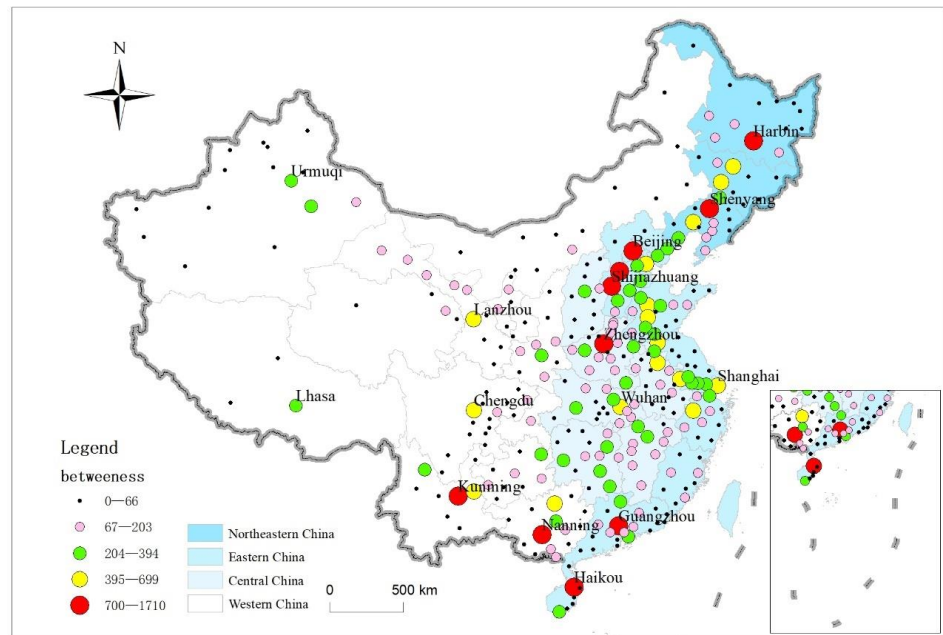 N
Harbin
Urmuqi
Shenyang
Beijing
Shijiazhuang
Lanzhou
Zhengzhou
Shanghai
Lhasa
Chengdu
Wuhan
Kunming
Nanning
Guangzhou
Haikou
Legend
betweeness
0—66
67—203
204—394
395—699
700—1710
Northeastern China
Eastern China
Central China
Western China
0 500 km